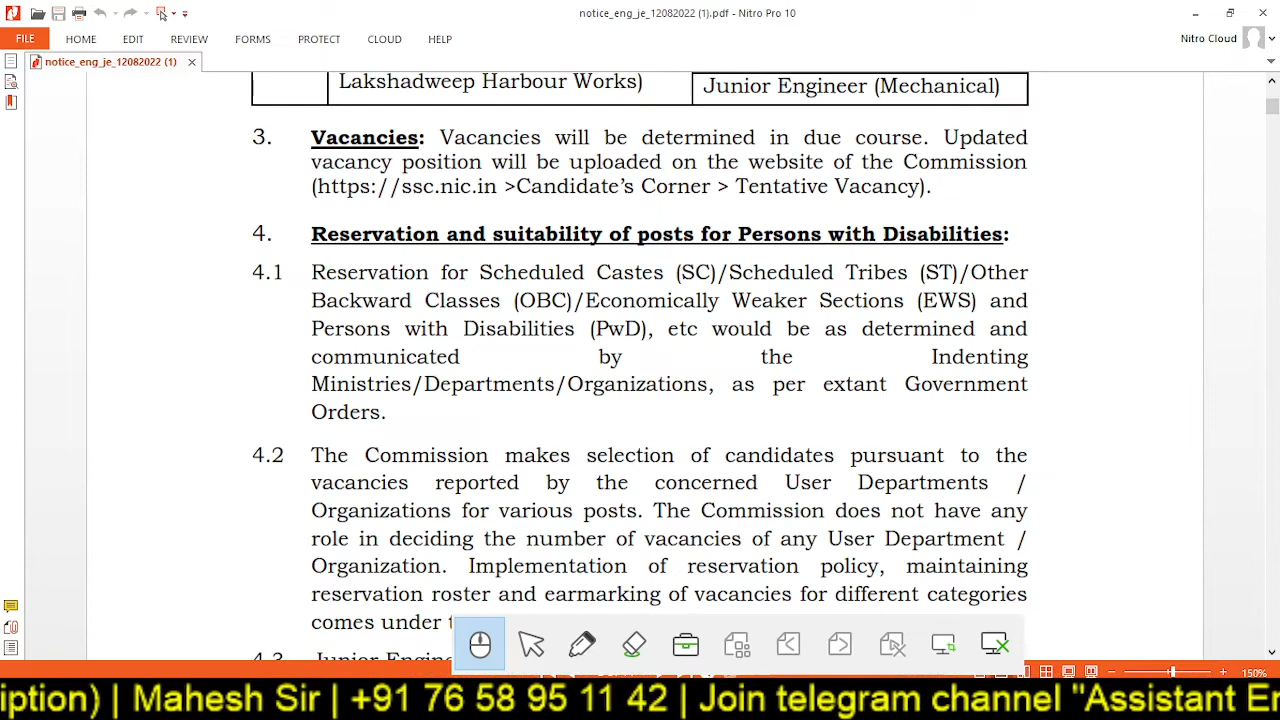 notice_eng_je_12082022 (1).pdf - Nitro Pro 10
FILE HOME EDIT REVIEW FORMS PROTECT CLOUD HELP Nitro Cloud
notice_eng_je_12082022 (1)
Lakshadweep Harbour Works)
Junior Engineer (Mechanical)
3. Vacancies: Vacancies will be determined in due course. Updated
vacancy position will be uploaded on the website of the Commission
(https://ssc.nic.in >Candidate's Corner > Tentative Vacancy).
4. Reservation and suitability of posts for Persons with Disabilities:
4.1 Reservation for Scheduled Castes (SC)/Scheduled Tribes (ST)/Other
Backward Classes (OBC)/Economically Weaker Sections (EWS) and
Persons with Disabilities (PwD), etc would be as determined and
communicated by the Indenting
Ministries/Departments/Organizations, as per extant Government
Orders.
4.2 The Commission makes selection of candidates pursuant to the
vacancies reported by the concerned User Departments /
Organizations for various posts. The Commission does not have any
role in deciding the number of vacancies of any User Department /
Organization. Implementation of reservation policy, maintaining
reservation roster and earmarking of vacancies for different categories
comes under
4.3 Junior Engine
150%
iption) | Mahesh Sir | +91 76 58 95 11 42 | Join telegram channel "Assistant En